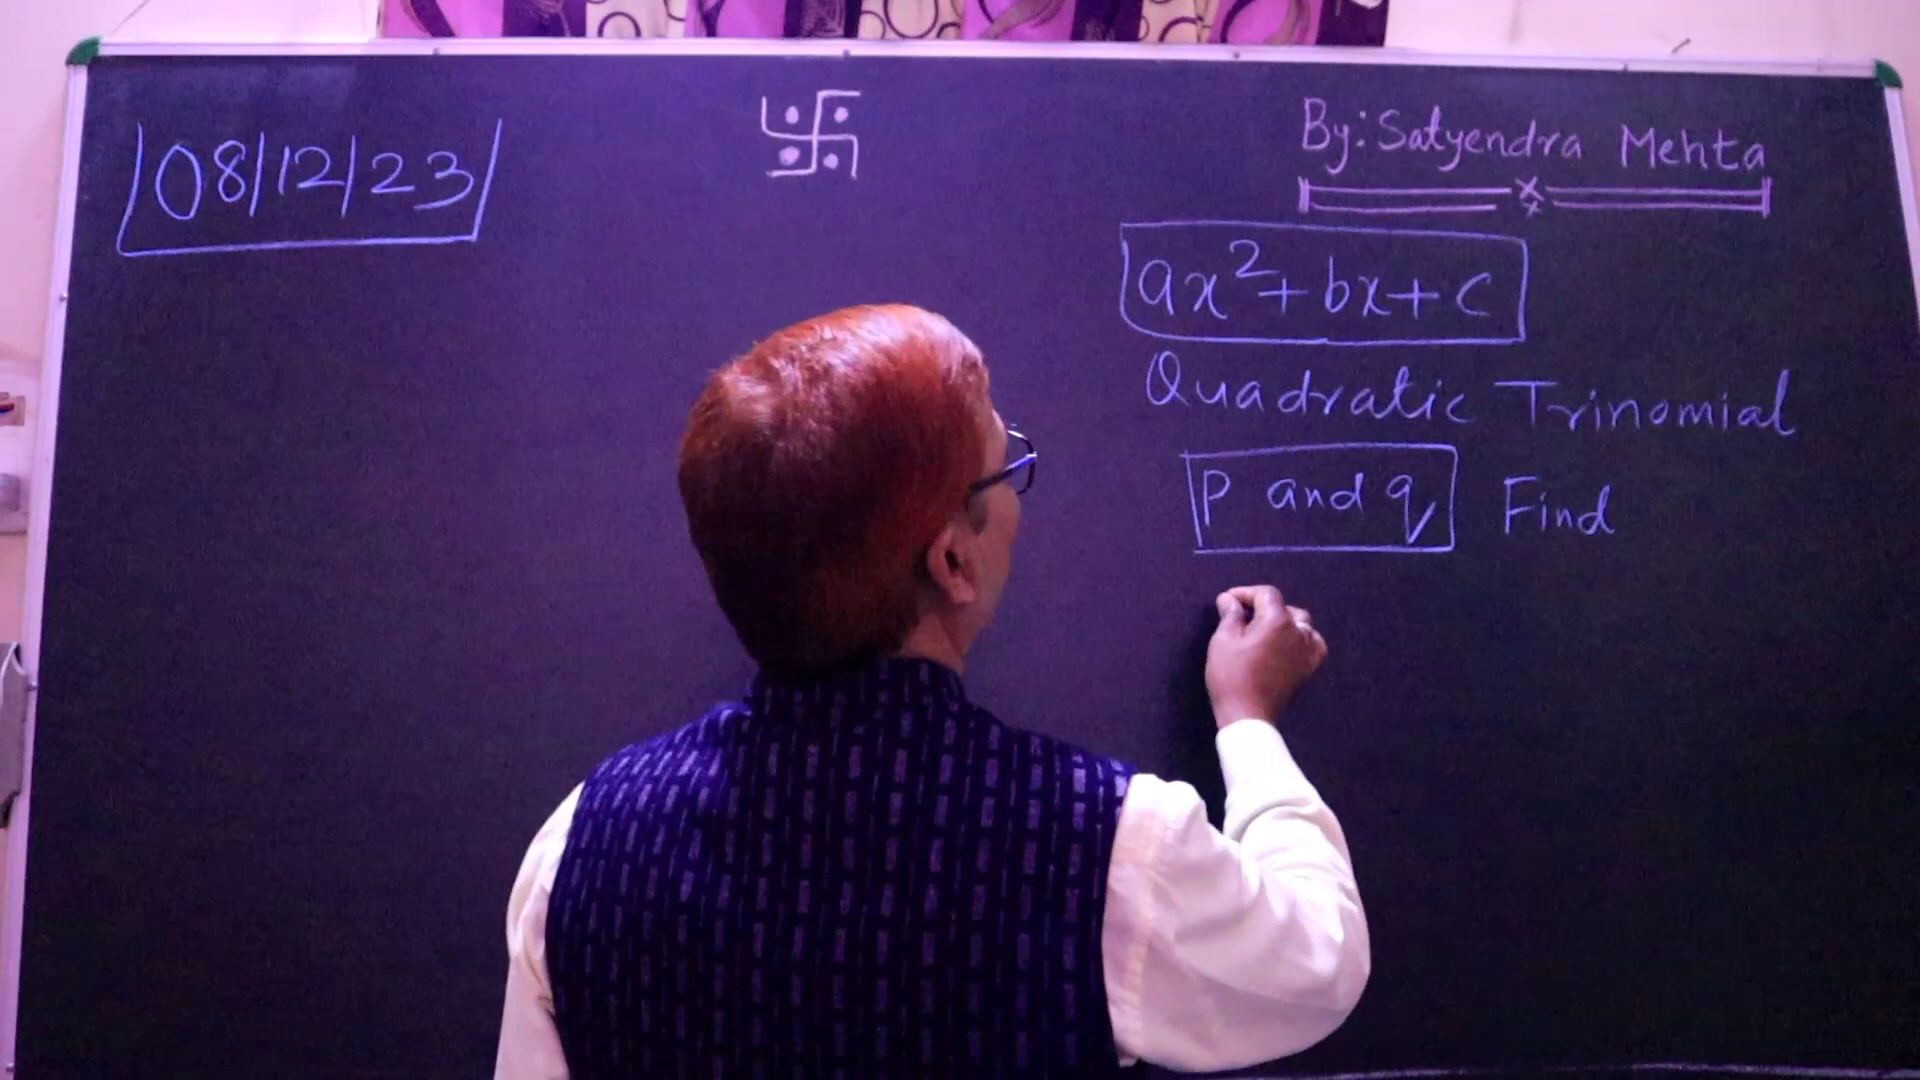 08/12/23
By: Satyendra Mehta
ax²+bx+c
Quadratic Trinomial
p and q Find